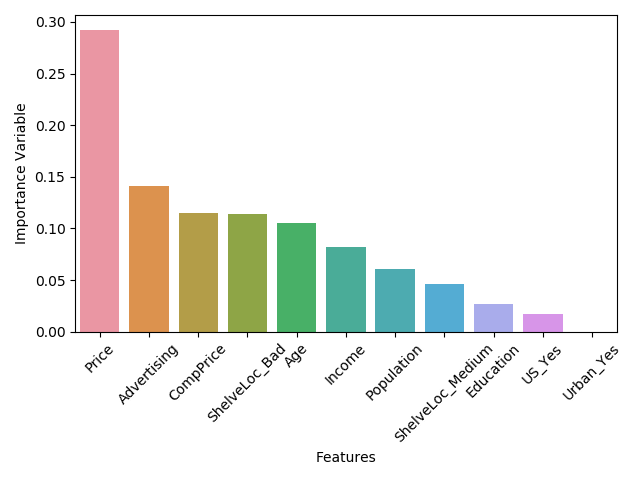 0.30
0.25
0.20
0.15
0.10
0.05
0.00
Importance Variable
Price
Advertising
CompPrice
ShelveLoc_Bad
Age
Income
Population
ShelveLoc_Medium
Education
US_Yes
Urban_Yes
Features